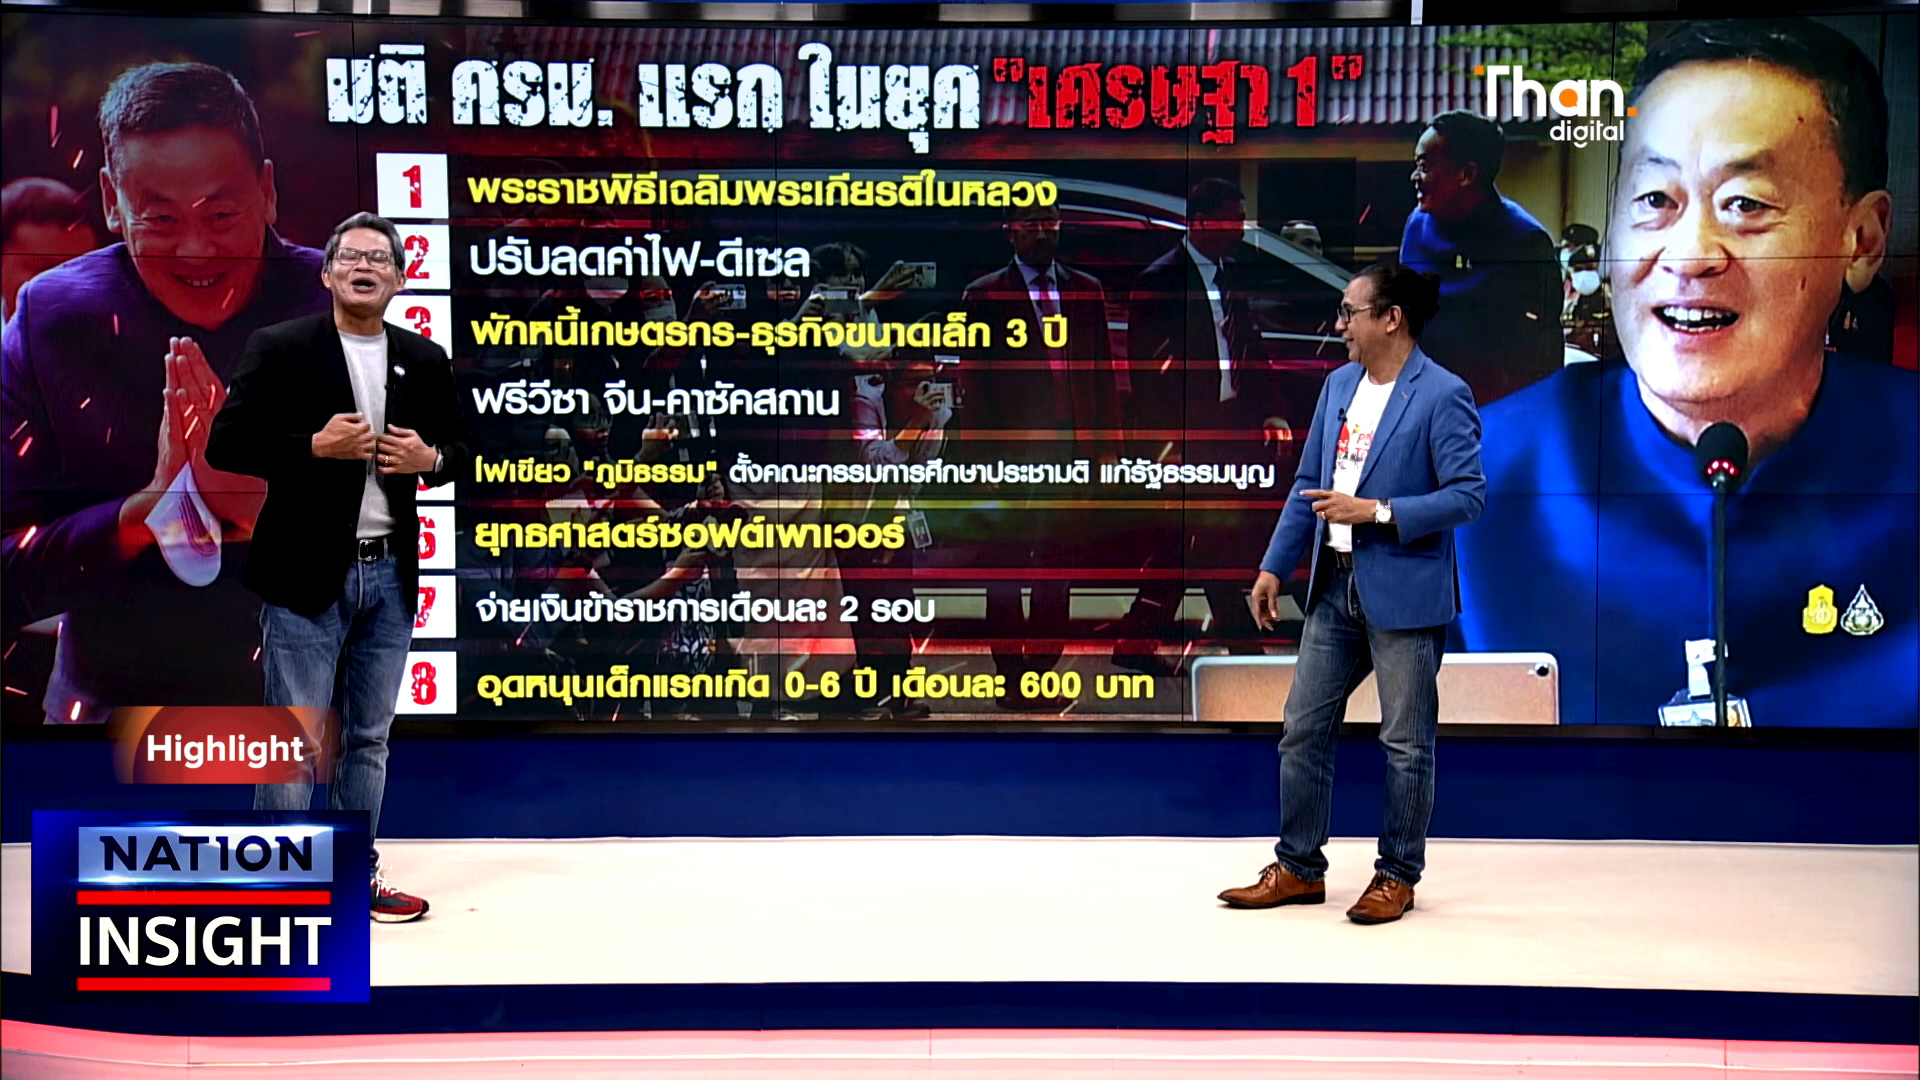 มติ ครม. แรก ในยุค "เศรษฐา 1"
Than.
digital
1 พระราชพิธีเฉลิมพระเกียรติในหลวง
2 ปรับลดค่าไฟ-ดีเซล
3 พักหนี้เกษตรกร-ธุรกิจขนาดเล็ก 3 ปี
ฟรีวีซา จีน-คาซัคสถาน
ไฟเขียว "ภูมิธรรม" ตั้งคณะกรรมการศึกษาประชามติ แก้รัฐธรรมนูญ
6 ยุทธศาสตร์ซอฟต์เพาเวอร์
7 จ่ายเงินข้าราชการเดือนละ 2 รอบ
8 อุดหนุนเด็กแรกเกิด 0-6 ปี เดือนละ 600 บาท
Highlight
NATION
INSIGHT